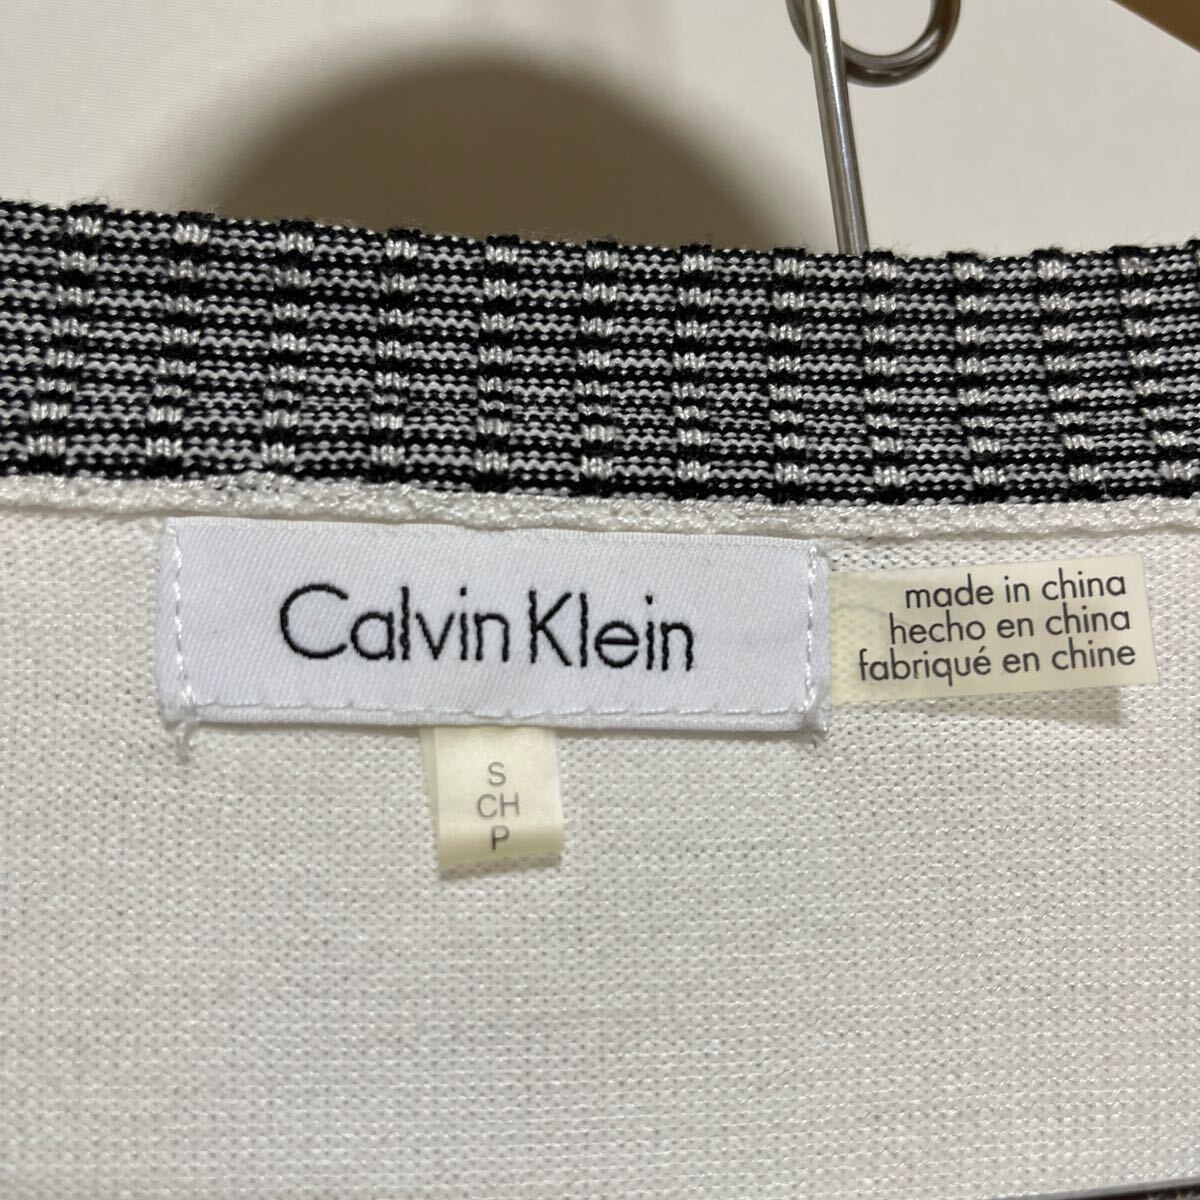 Calvin Klein
made in china
hecho en china
fabriqué en chine
S
CH
P